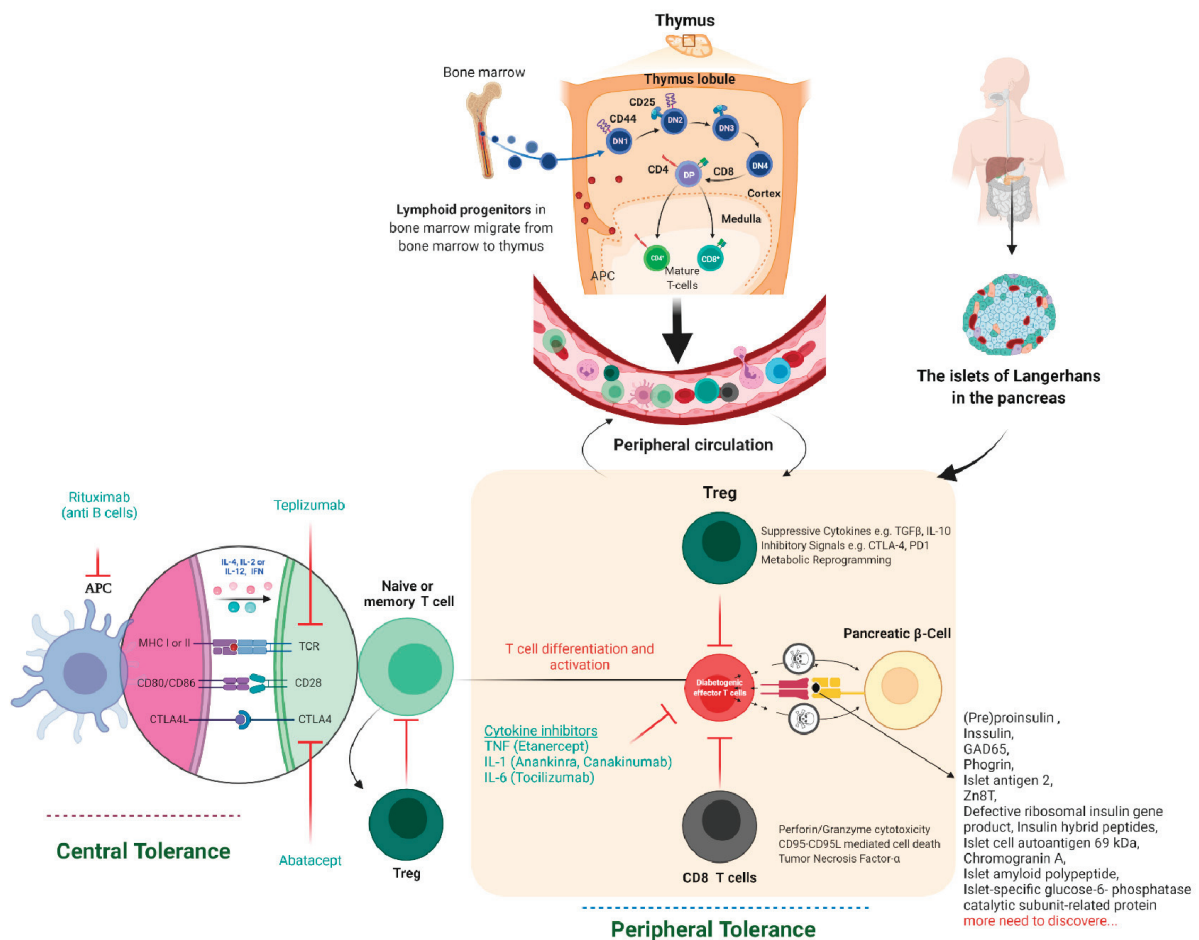 Thymus
Bone marrow
Thymus lobule
CD25
CD44
DN1
DN2
DN3
DN4
CD4
DP
CD8
Cortex
Lymphoid progenitors in
bone marrow migrate from
bone marrow to thymus
Medulla
CD4+
CD8+
APC
Mature
T-cells
The islets of Langerhans
in the pancreas
Peripheral circulation
Rituximab
(anti B cells)
Teplizumab
APC
IL-4, IL-2 or
IL-12, IFN
MHC I or II
TCR
CD80/CD86
CD28
CTLA4L
CTLA4
Abatacept
Central Tolerance
Naive or
memory T cell
Treg
Treg
Suppressive Cytokines e.g. TGFβ, IL-10
Inhibitory Signals e.g. CTLA-4, PD1
Metabolic Reprogramming
T cell differentiation and
activation
Diabetogenic
effector T cells
Pancreatic β-Cell
Cytokine inhibitors
TNF (Etanercept)
IL-1 (Anankinra, Canakinumab)
IL-6 (Tocilizumab)
CD8 T cells
Perforin/Granzyme cytotoxicity
CD95-CD95L mediated cell death
Tumor Necrosis Factor-α
Peripheral Tolerance
(Pre)proinsulin ,
Inssulin,
GAD65,
Phogrin,
Islet antigen 2,
Zn8T,
Defective ribosomal insulin gene
product, Insulin hybrid peptides,
Islet cell autoantigen 69 kDa,
Chromogranin A,
Islet amyloid polypeptide,
Islet-specific glucose-6- phosphatase
catalytic subunit-related protein
more need to discovere...